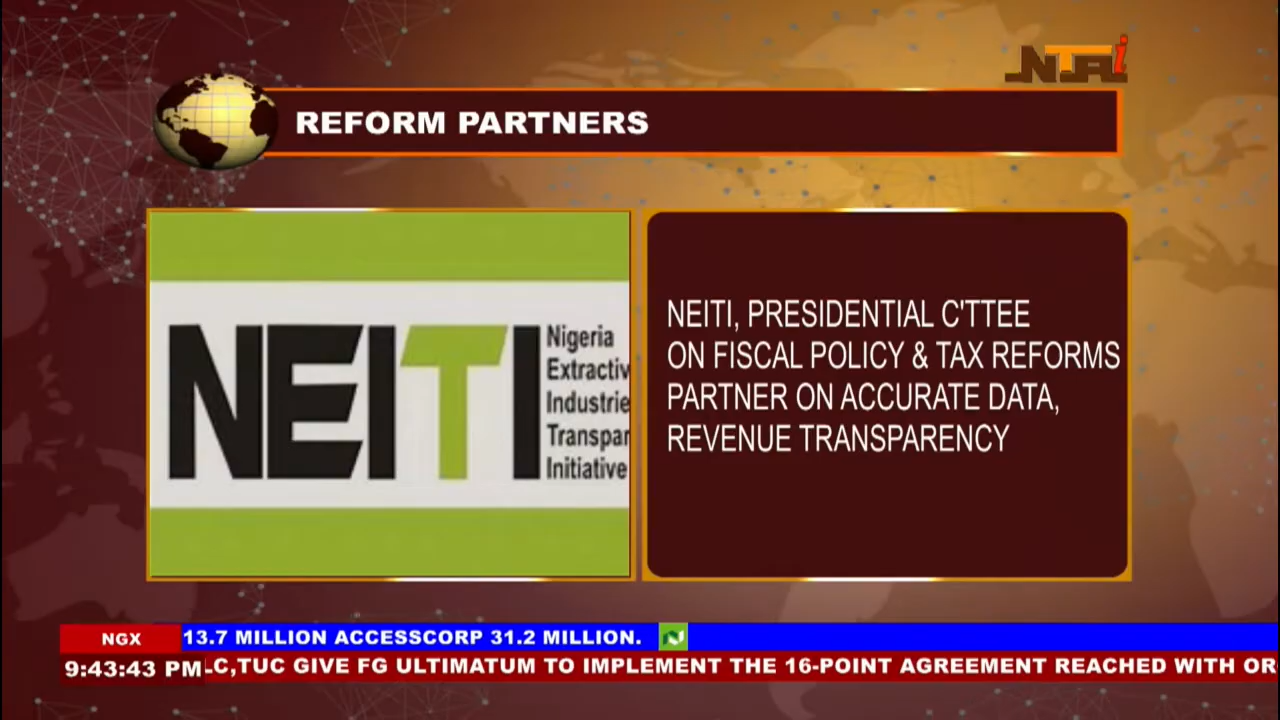 NTAi
REFORM PARTNERS
NEITI
Nigeria
Extractiv
Industrie
Transpar
Initiative
NEITI, PRESIDENTIAL C'TTEE
ON FISCAL POLICY & TAX REFORMS
PARTNER ON ACCURATE DATA,
REVENUE TRANSPARENCY
NGX 13.7 MILLION ACCESSCORP 31.2 MILLION.
9:43:43 PM LC,TUC GIVE FG ULTIMATUM TO IMPLEMENT THE 16-POINT AGREEMENT REACHED WITH OR